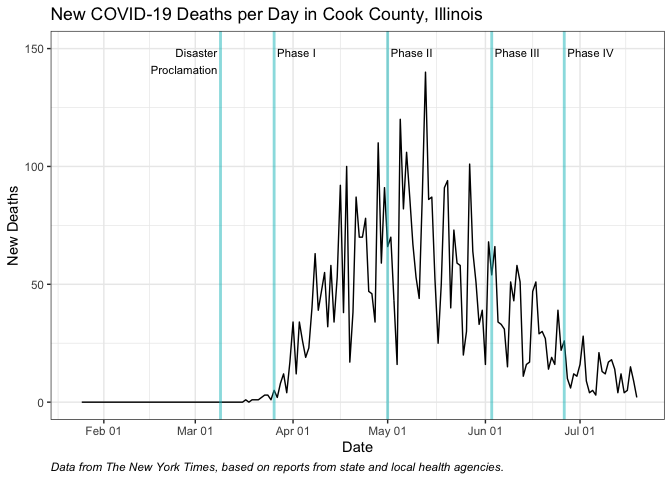 New COVID-19 Deaths per Day in Cook County, Illinois
150
100
50
0
New Deaths
Disaster
Proclamation
Phase I
Phase II
Phase III
Phase IV
Feb 01
Mar 01
Apr 01
May 01
Jun 01
Jul 01
Date
Data from The New York Times, based on reports from state and local health agencies.